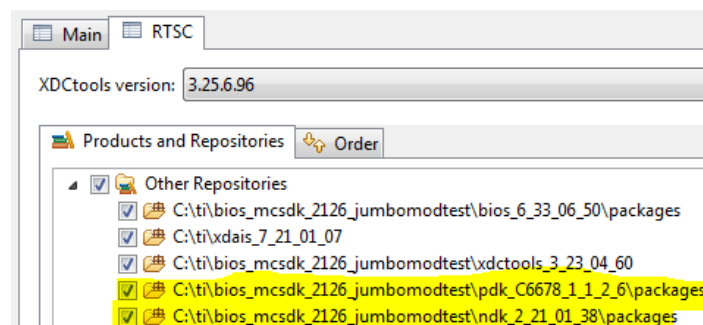 Main RTSC
XDCtools version: 3.25.6.96
Products and Repositories Order
Other Repositories
C:\ti\bios_mcsdk_2126_jumbomodtest\bios_6_33_06_50\packages
C:\ti\xdais_7_21_01_07
C:\ti\bios_mcsdk_2126_jumbomodtest\xdctools_3_23_04_60
C:\ti\bios_mcsdk_2126_jumbomodtest\pdk_C6678_1_1_2_6\packages
C:\ti\bios_mcsdk_2126_jumbomodtest\ndk_2_21_01_38\packages